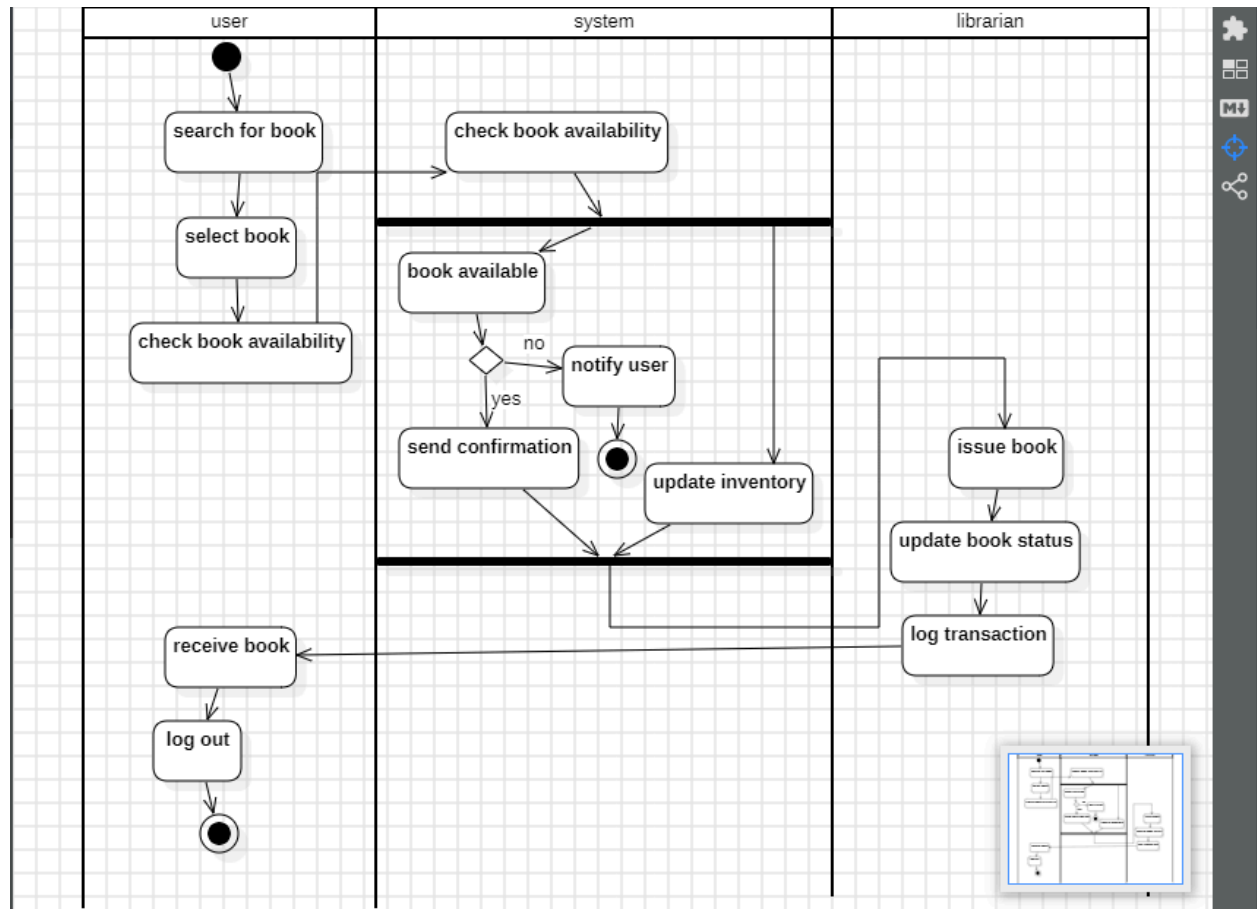 user
system
librarian
search for book
check book availability
select book
book available
check book availability
no
notify user
yes
send confirmation
issue book
update inventory
update book status
log transaction
receive book
log out
M